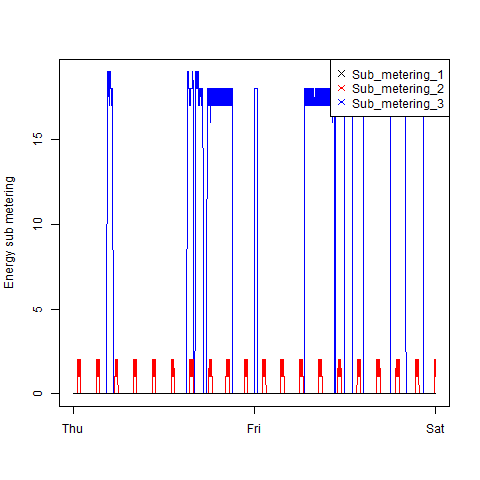 Sub_metering_1
Sub_metering_2
Sub_metering_3
Energy sub metering
15
10
5
0
Thu Fri Sat